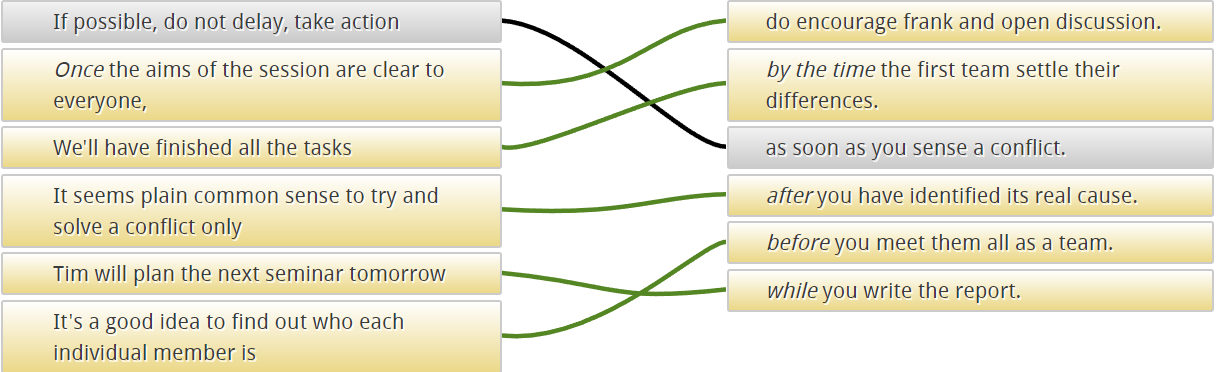 If possible, do not delay, take action
Once the aims of the session are clear to
everyone,
We'll have finished all the tasks
It seems plain common sense to try and
solve a conflict only
Tim will plan the next seminar tomorrow
It's a good idea to find out who each
individual member is
do encourage frank and open discussion.
by the time the first team settle their
differences.
as soon as you sense a conflict.
after you have identified its real cause.
before you meet them all as a team.
while you write the report.